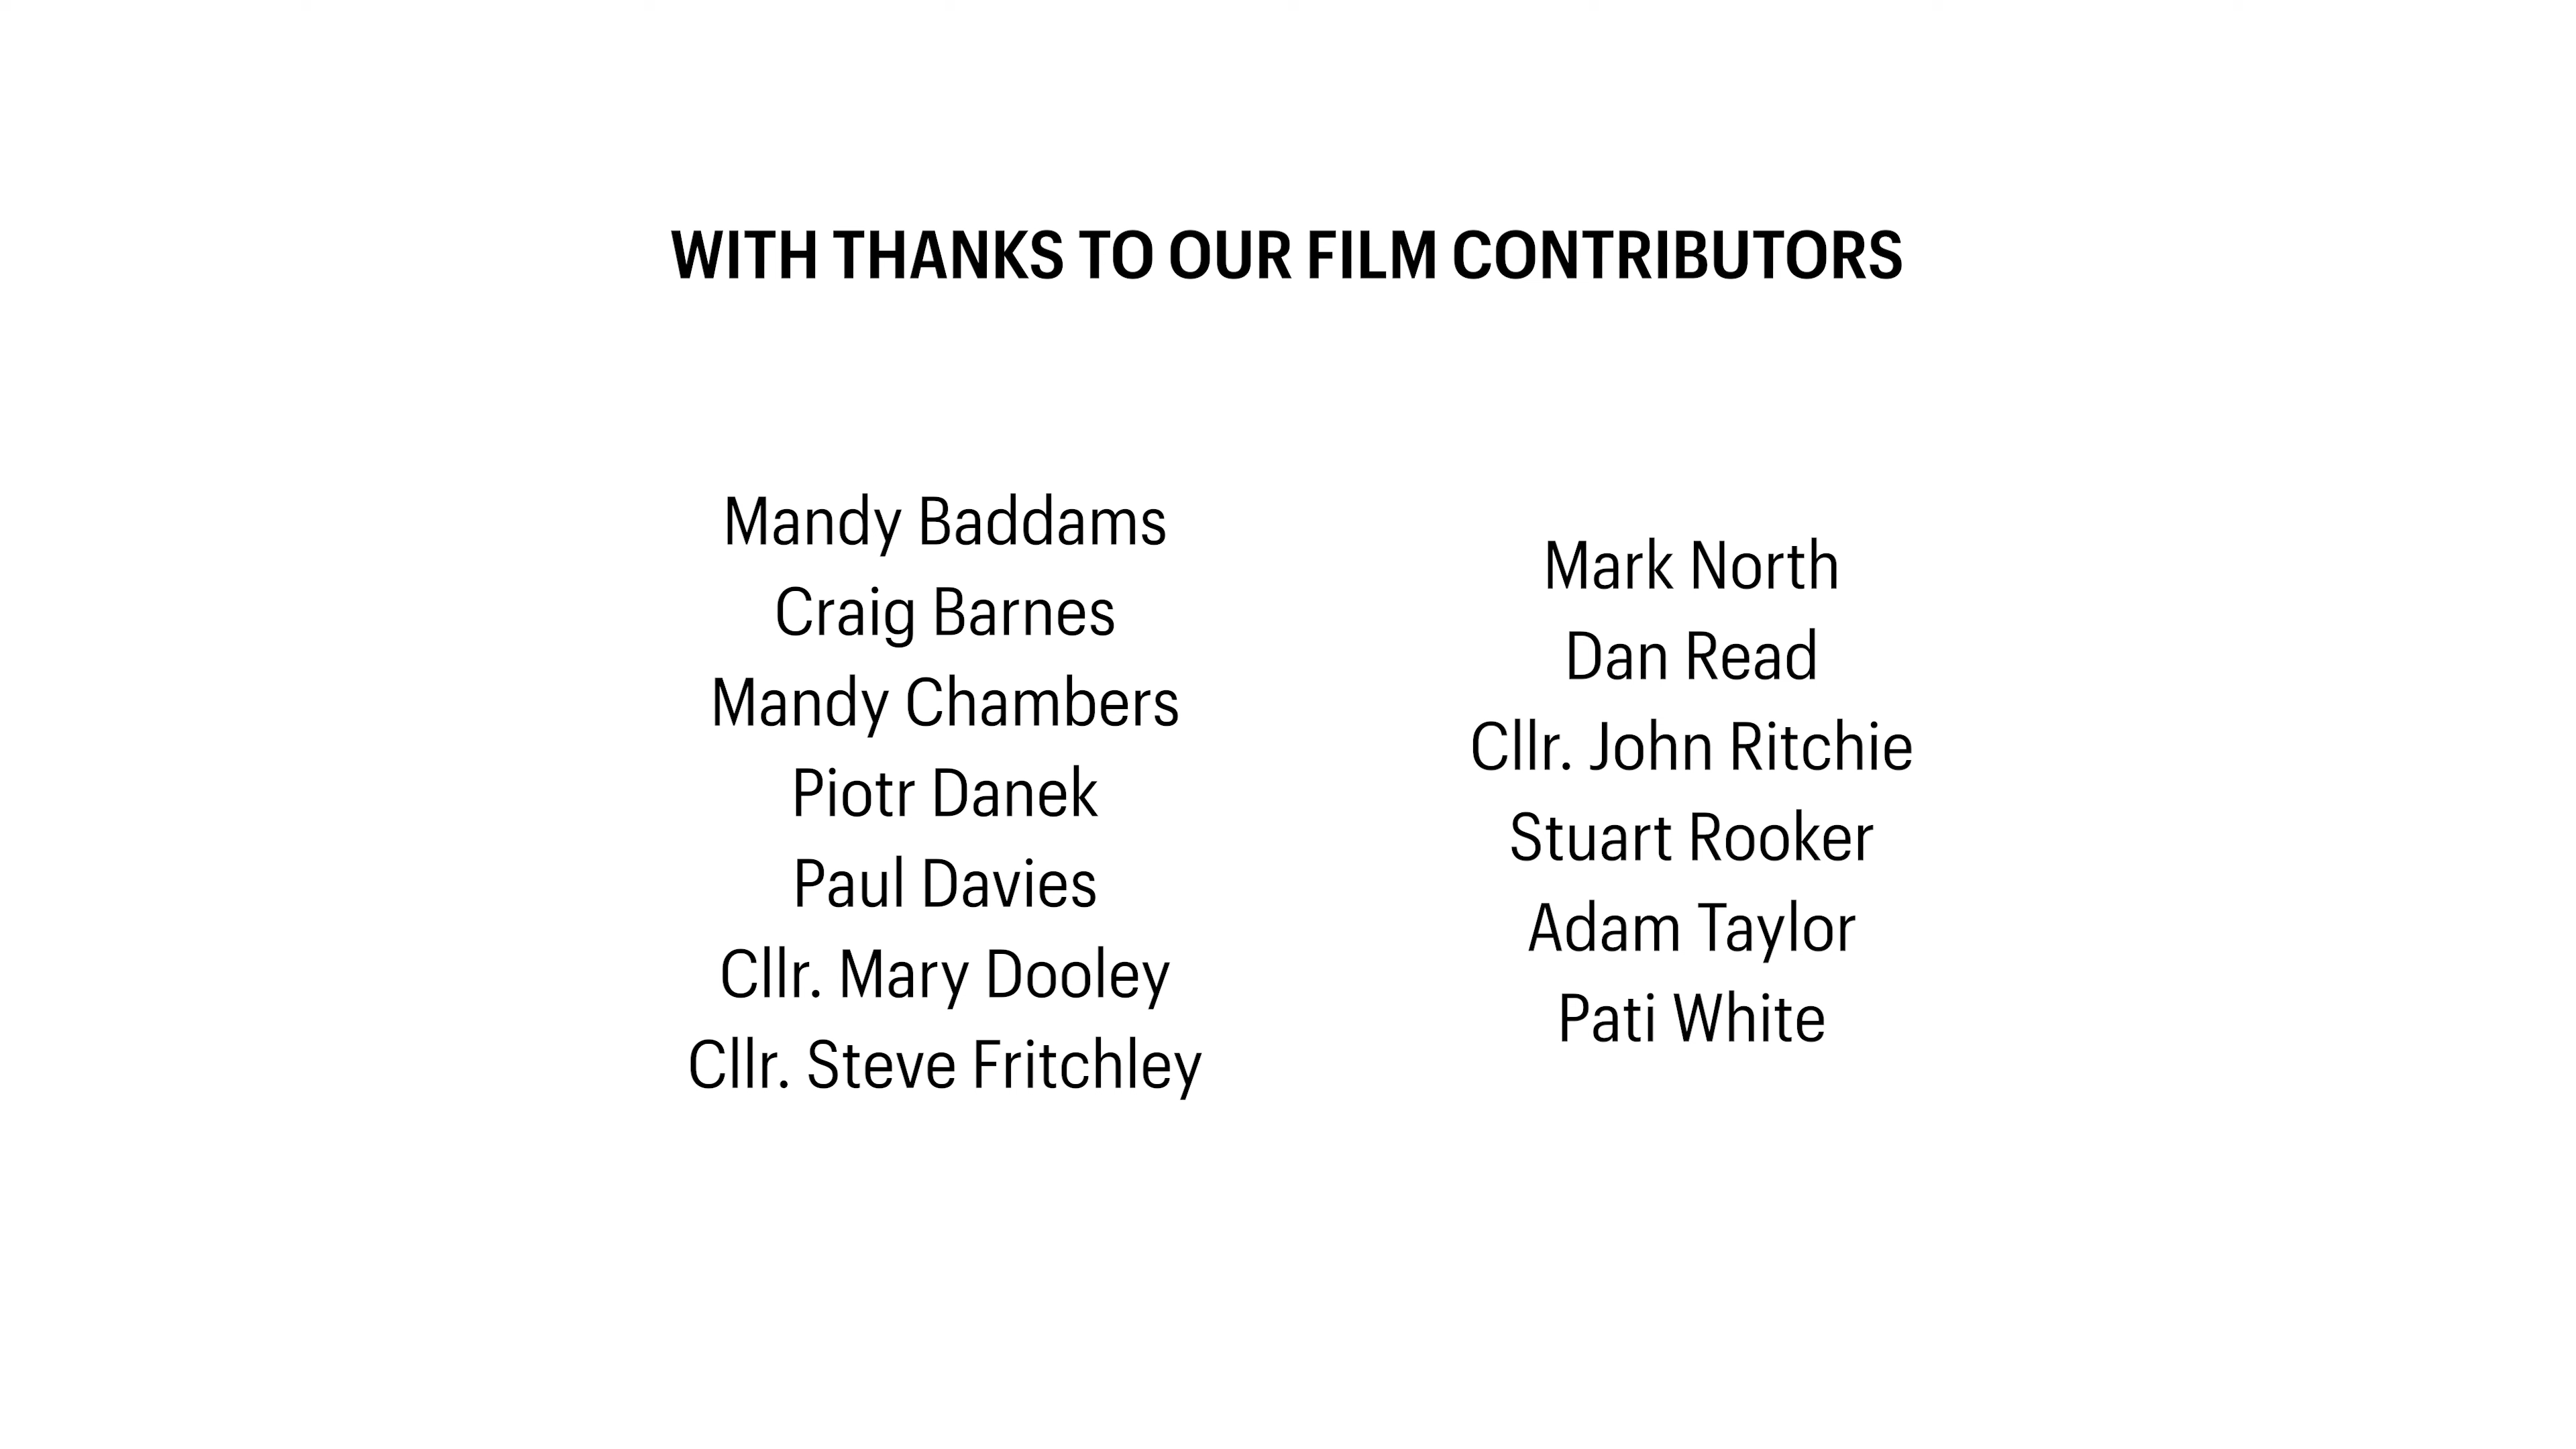 WITH THANKS TO OUR FILM CONTRIBUTORS
Mandy Baddams
Craig Barnes
Mandy Chambers
Piotr Danek
Paul Davies
Cllr. Mary Dooley
Cllr. Steve Fritchley
Mark North
Dan Read
Cllr. John Ritchie
Stuart Rooker
Adam Taylor
Pati White